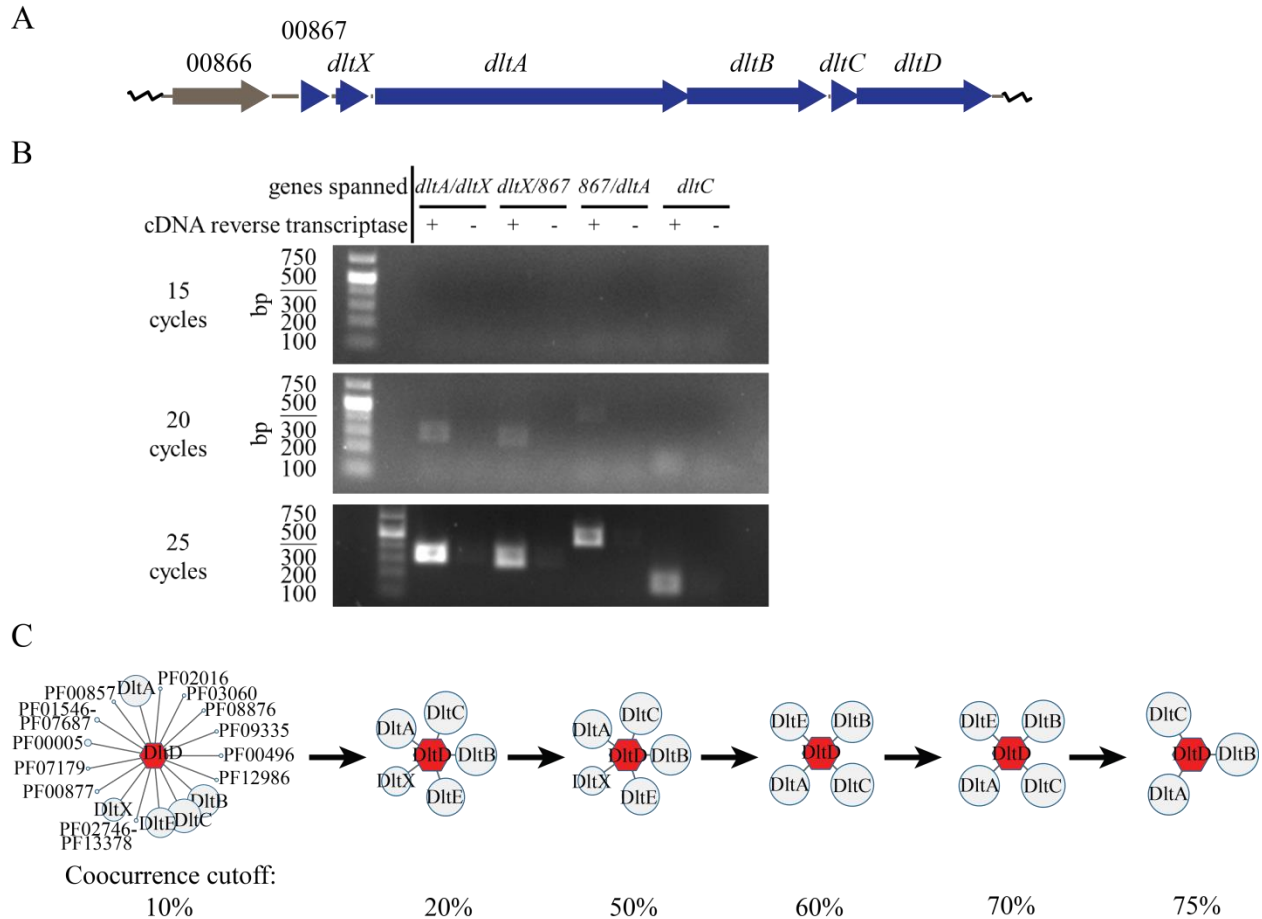 A
00867
00866 dltX dltA dltB dltC dltD
B
genes spanned dltA/dltX dltX/867 867/dltA dltC
cDNA reverse transcriptase + - + - + - + -
15 cycles
bp
750
500
300
200
100
20 cycles
bp
750
500
300
200
100
25 cycles
bp
750
500
300
200
100
C
PF02016
DltA
PF00857
PF03060
PF01546-
PF07687
PF08876
PF09335
PF00005
DltD
PF00496
PF07179
PF12986
PF00877
DltX
DltB
DltC
DltE
PF02746-
PF13378
DltC
DltA
DltD
DltB
DltX
DltE
DltC
DltA
DltD
DltB
DltX
DltE
DltE
DltB
DltD
DltA
DltC
DltE
DltB
DltD
DltA
DltC
DltC
DltD
DltB
DltA
Coocurrence cutoff:
10% 20% 50% 60% 70% 75%